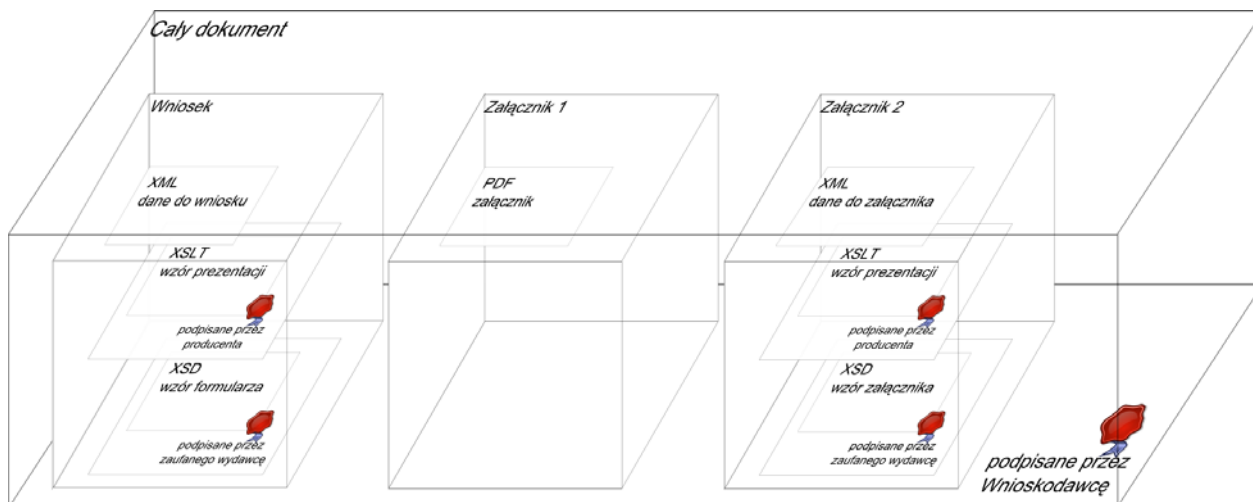 Cały dokument
Wniosek
XML
dane do wniosku
XSLT
wzór prezentacji
podpisane przez
producenta
XSD
wzór formularza
podpisane przez
zaufanego wydawcę
Załącznik 1
PDF
załącznik
Załącznik 2
XML
dane do załącznika
XSLT
wzór prezentacji
podpisane przez
producenta
XSD
wzór załącznika
podpisane przez
zaufanego wydawcę
podpisane przez
Wnioskodawcę